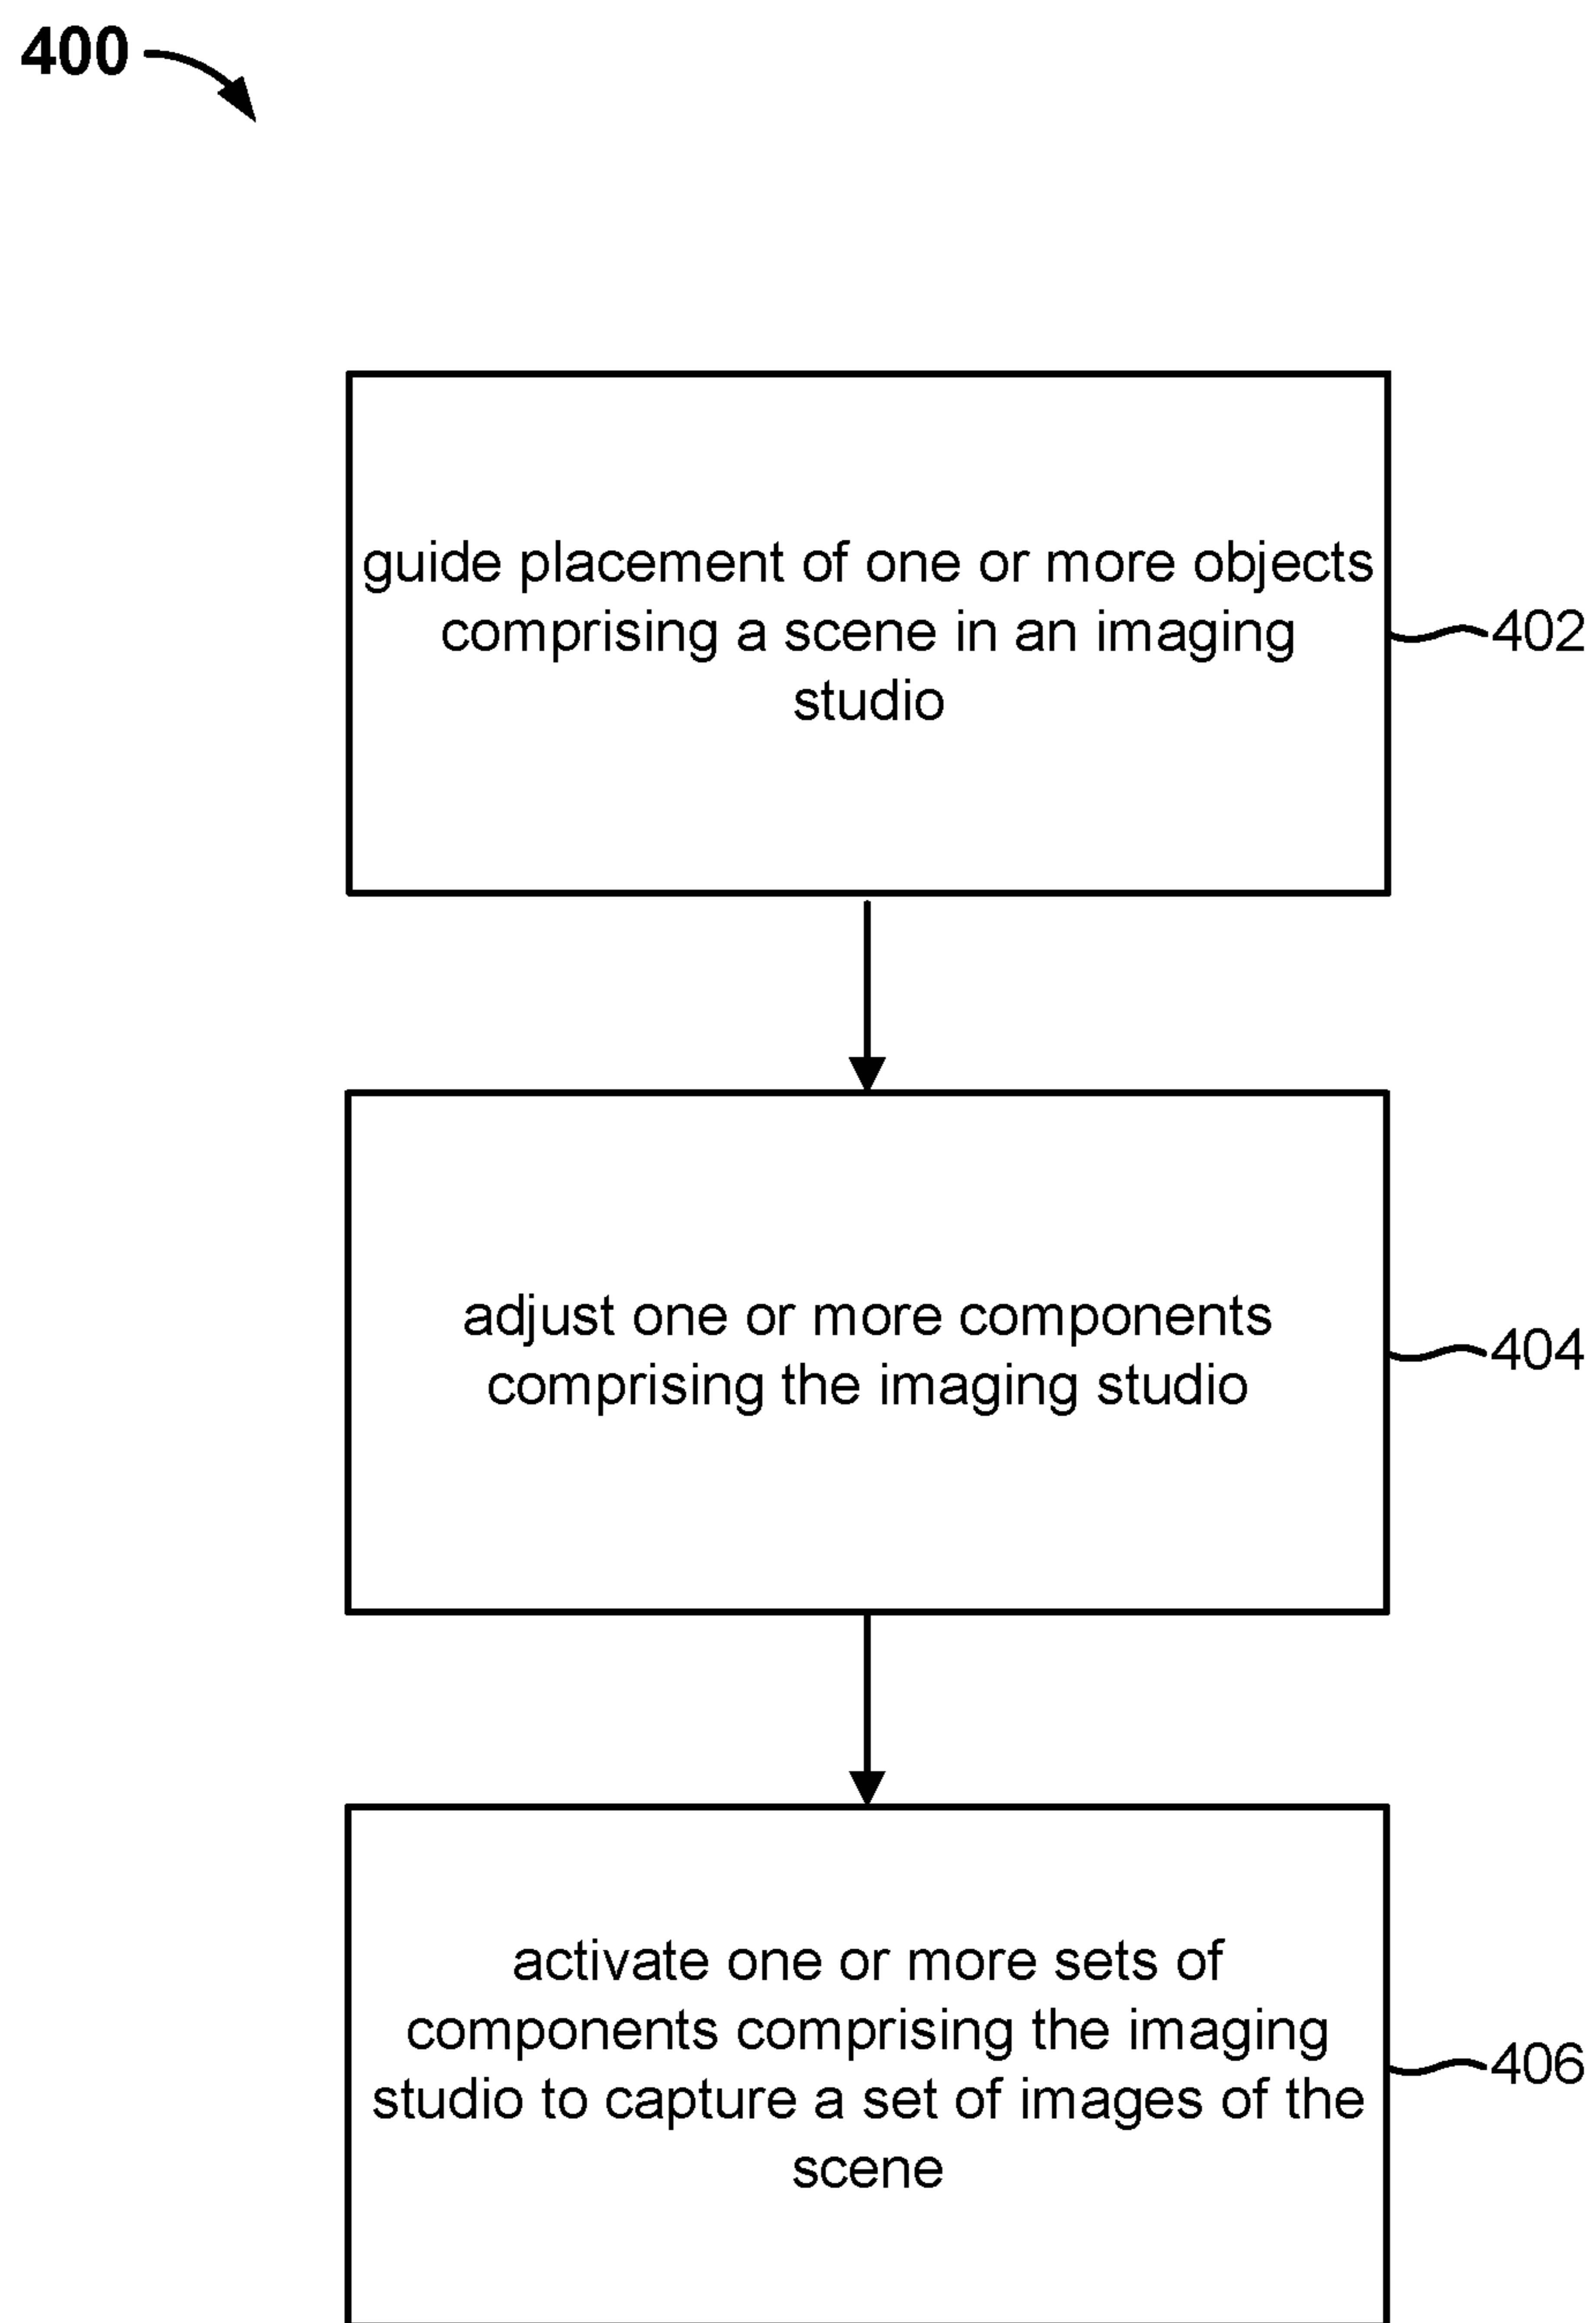 400
guide placement of one or more objects
comprising a scene in an imaging
studio
402
adjust one or more components
comprising the imaging studio
404
activate one or more sets of
components comprising the imaging
studio to capture a set of images of the
scene
406